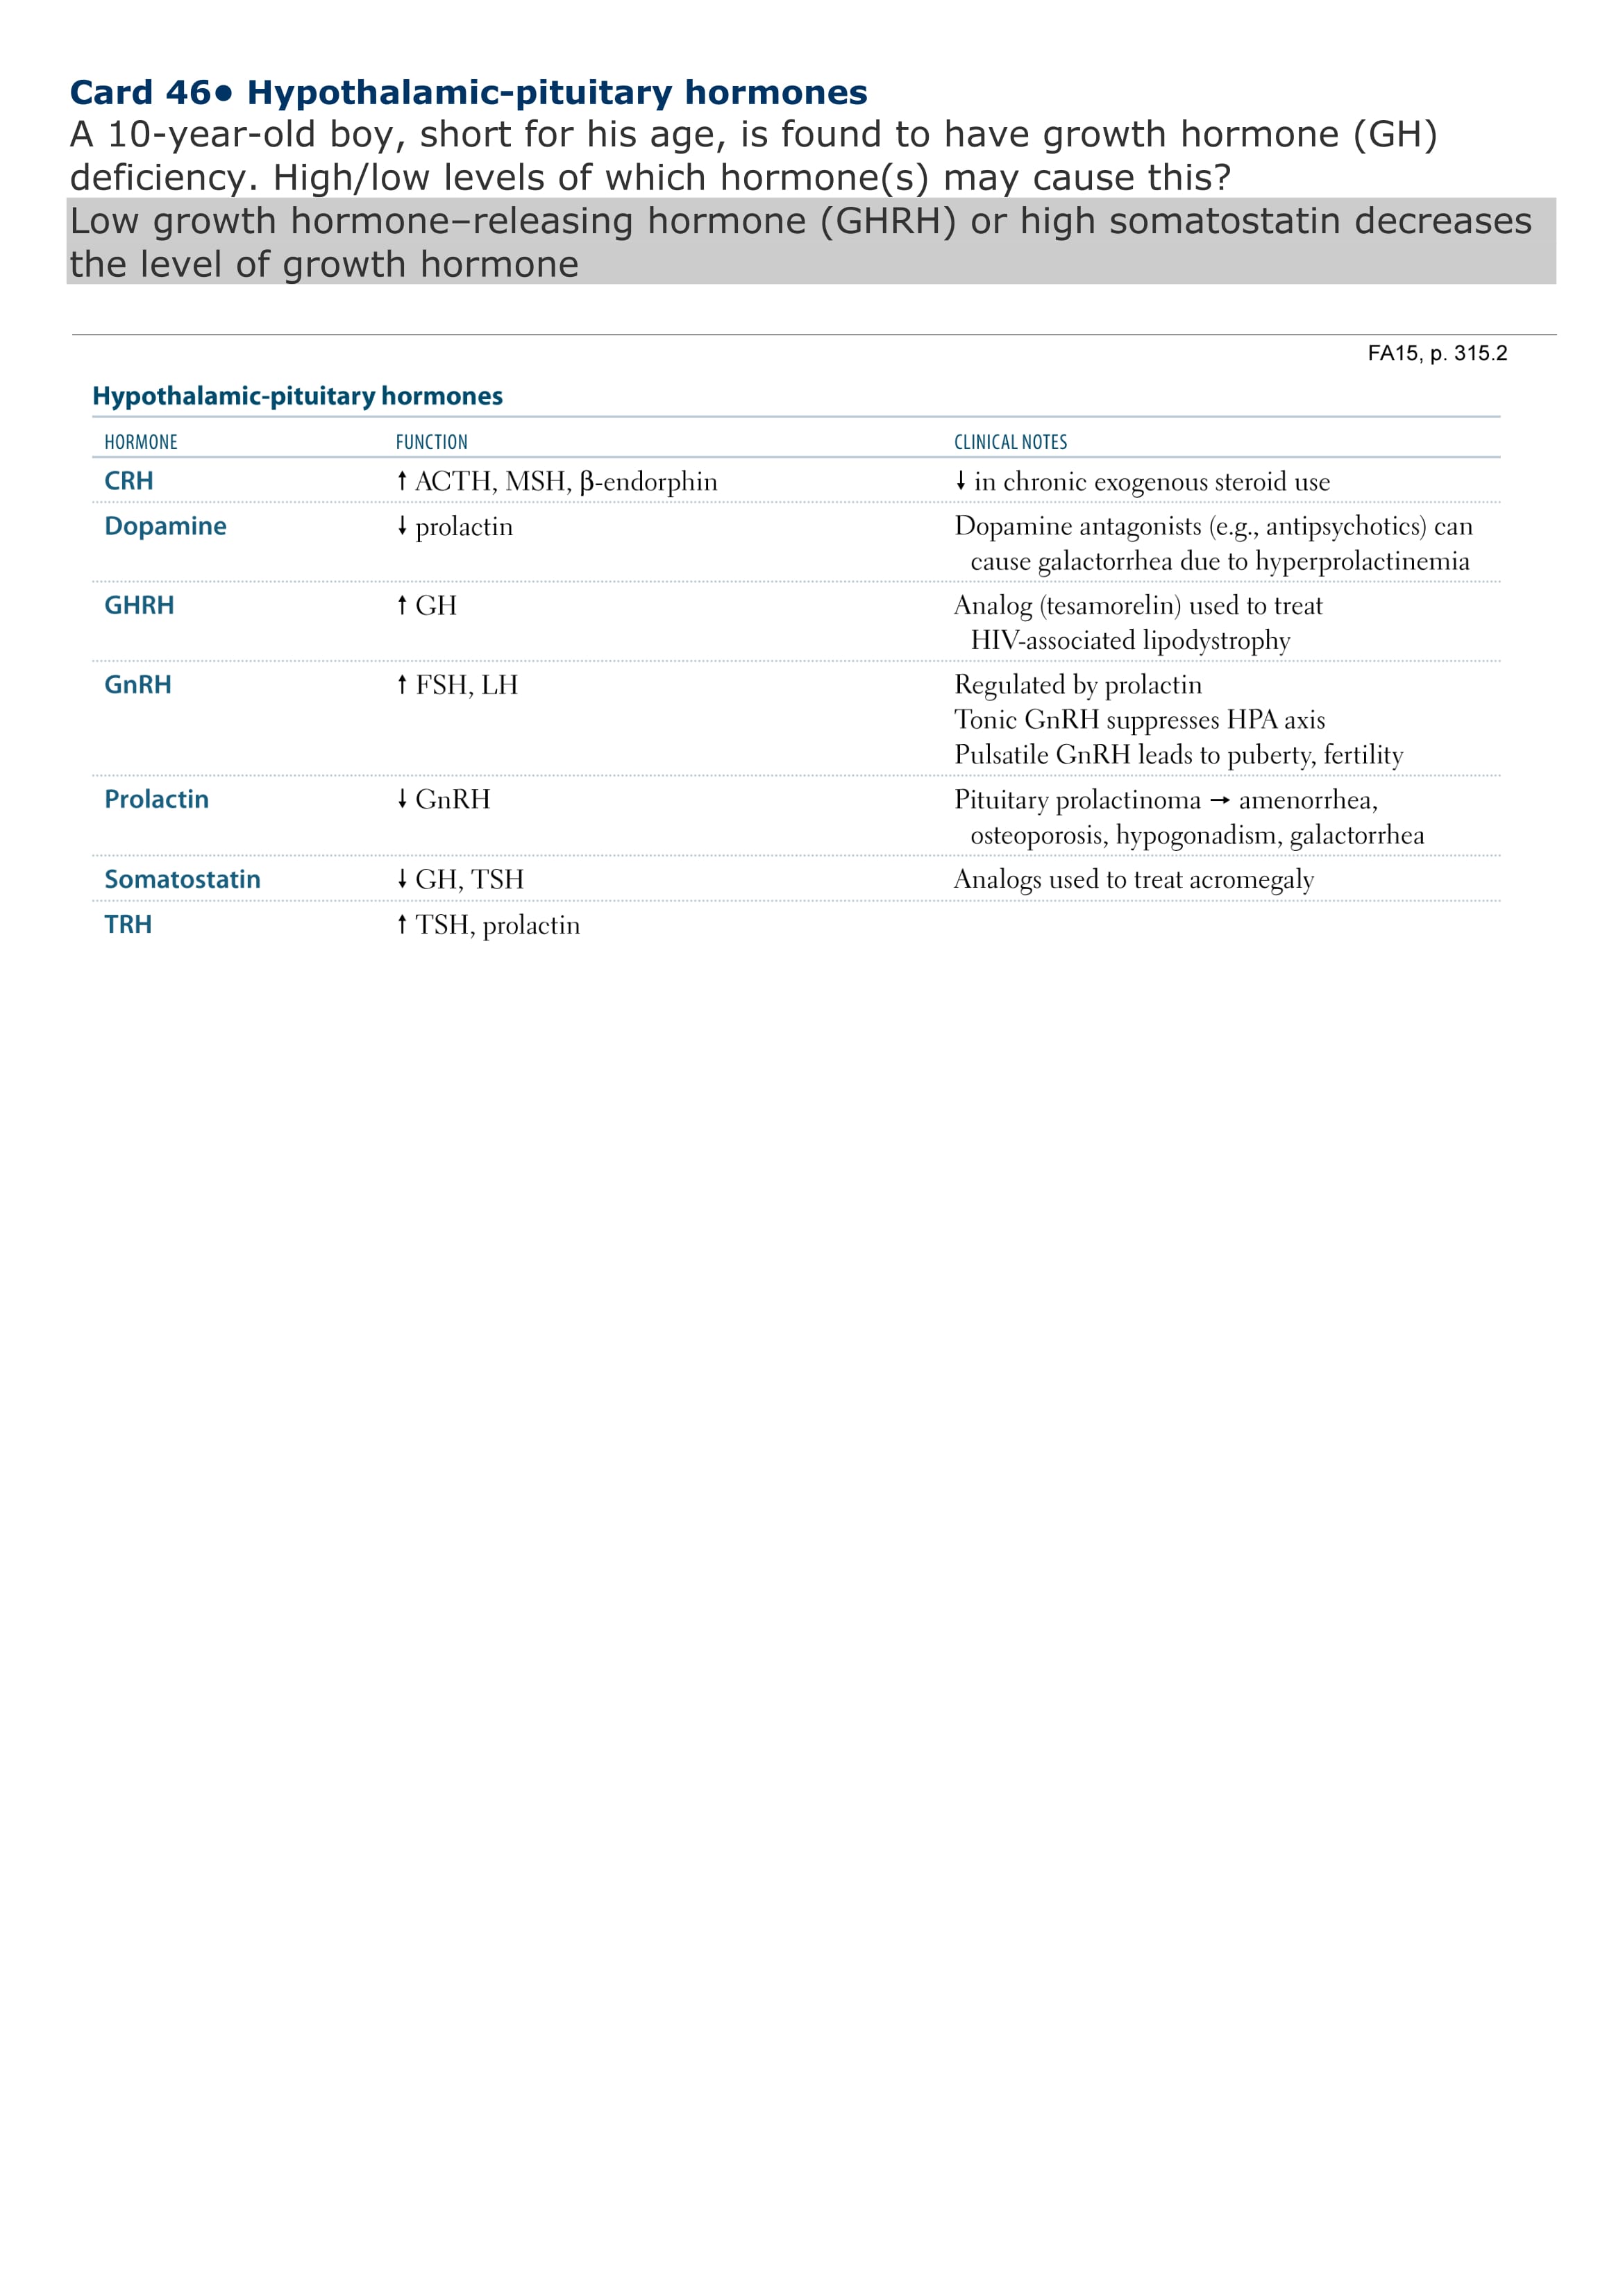 Card 46● Hypothalamic-pituitary hormones
A 10-year-old boy, short for his age, is found to have growth hormone (GH)
deficiency. High/low levels of which hormone(s) may cause this?
Low growth hormone–releasing hormone (GHRH) or high somatostatin decreases
the level of growth hormone
FA15, p. 315.2
Hypothalamic-pituitary hormones
HORMONE FUNCTION CLINICAL NOTES
CRH ↑ ACTH, MSH, β-endorphin ↓ in chronic exogenous steroid use
Dopamine ↓ prolactin Dopamine antagonists (e.g., antipsychotics) can
cause galactorrhea due to hyperprolactinemia
GHRH ↑ GH Analog (tesamorelin) used to treat
HIV-associated lipodystrophy
GnRH ↑ FSH, LH Regulated by prolactin
Tonic GnRH suppresses HPA axis
Pulsatile GnRH leads to puberty, fertility
Prolactin ↓ GnRH Pituitary prolactinoma → amenorrhea,
osteoporosis, hypogonadism, galactorrhea
Somatostatin ↓ GH, TSH Analogs used to treat acromegaly
TRH ↑ TSH, prolactin